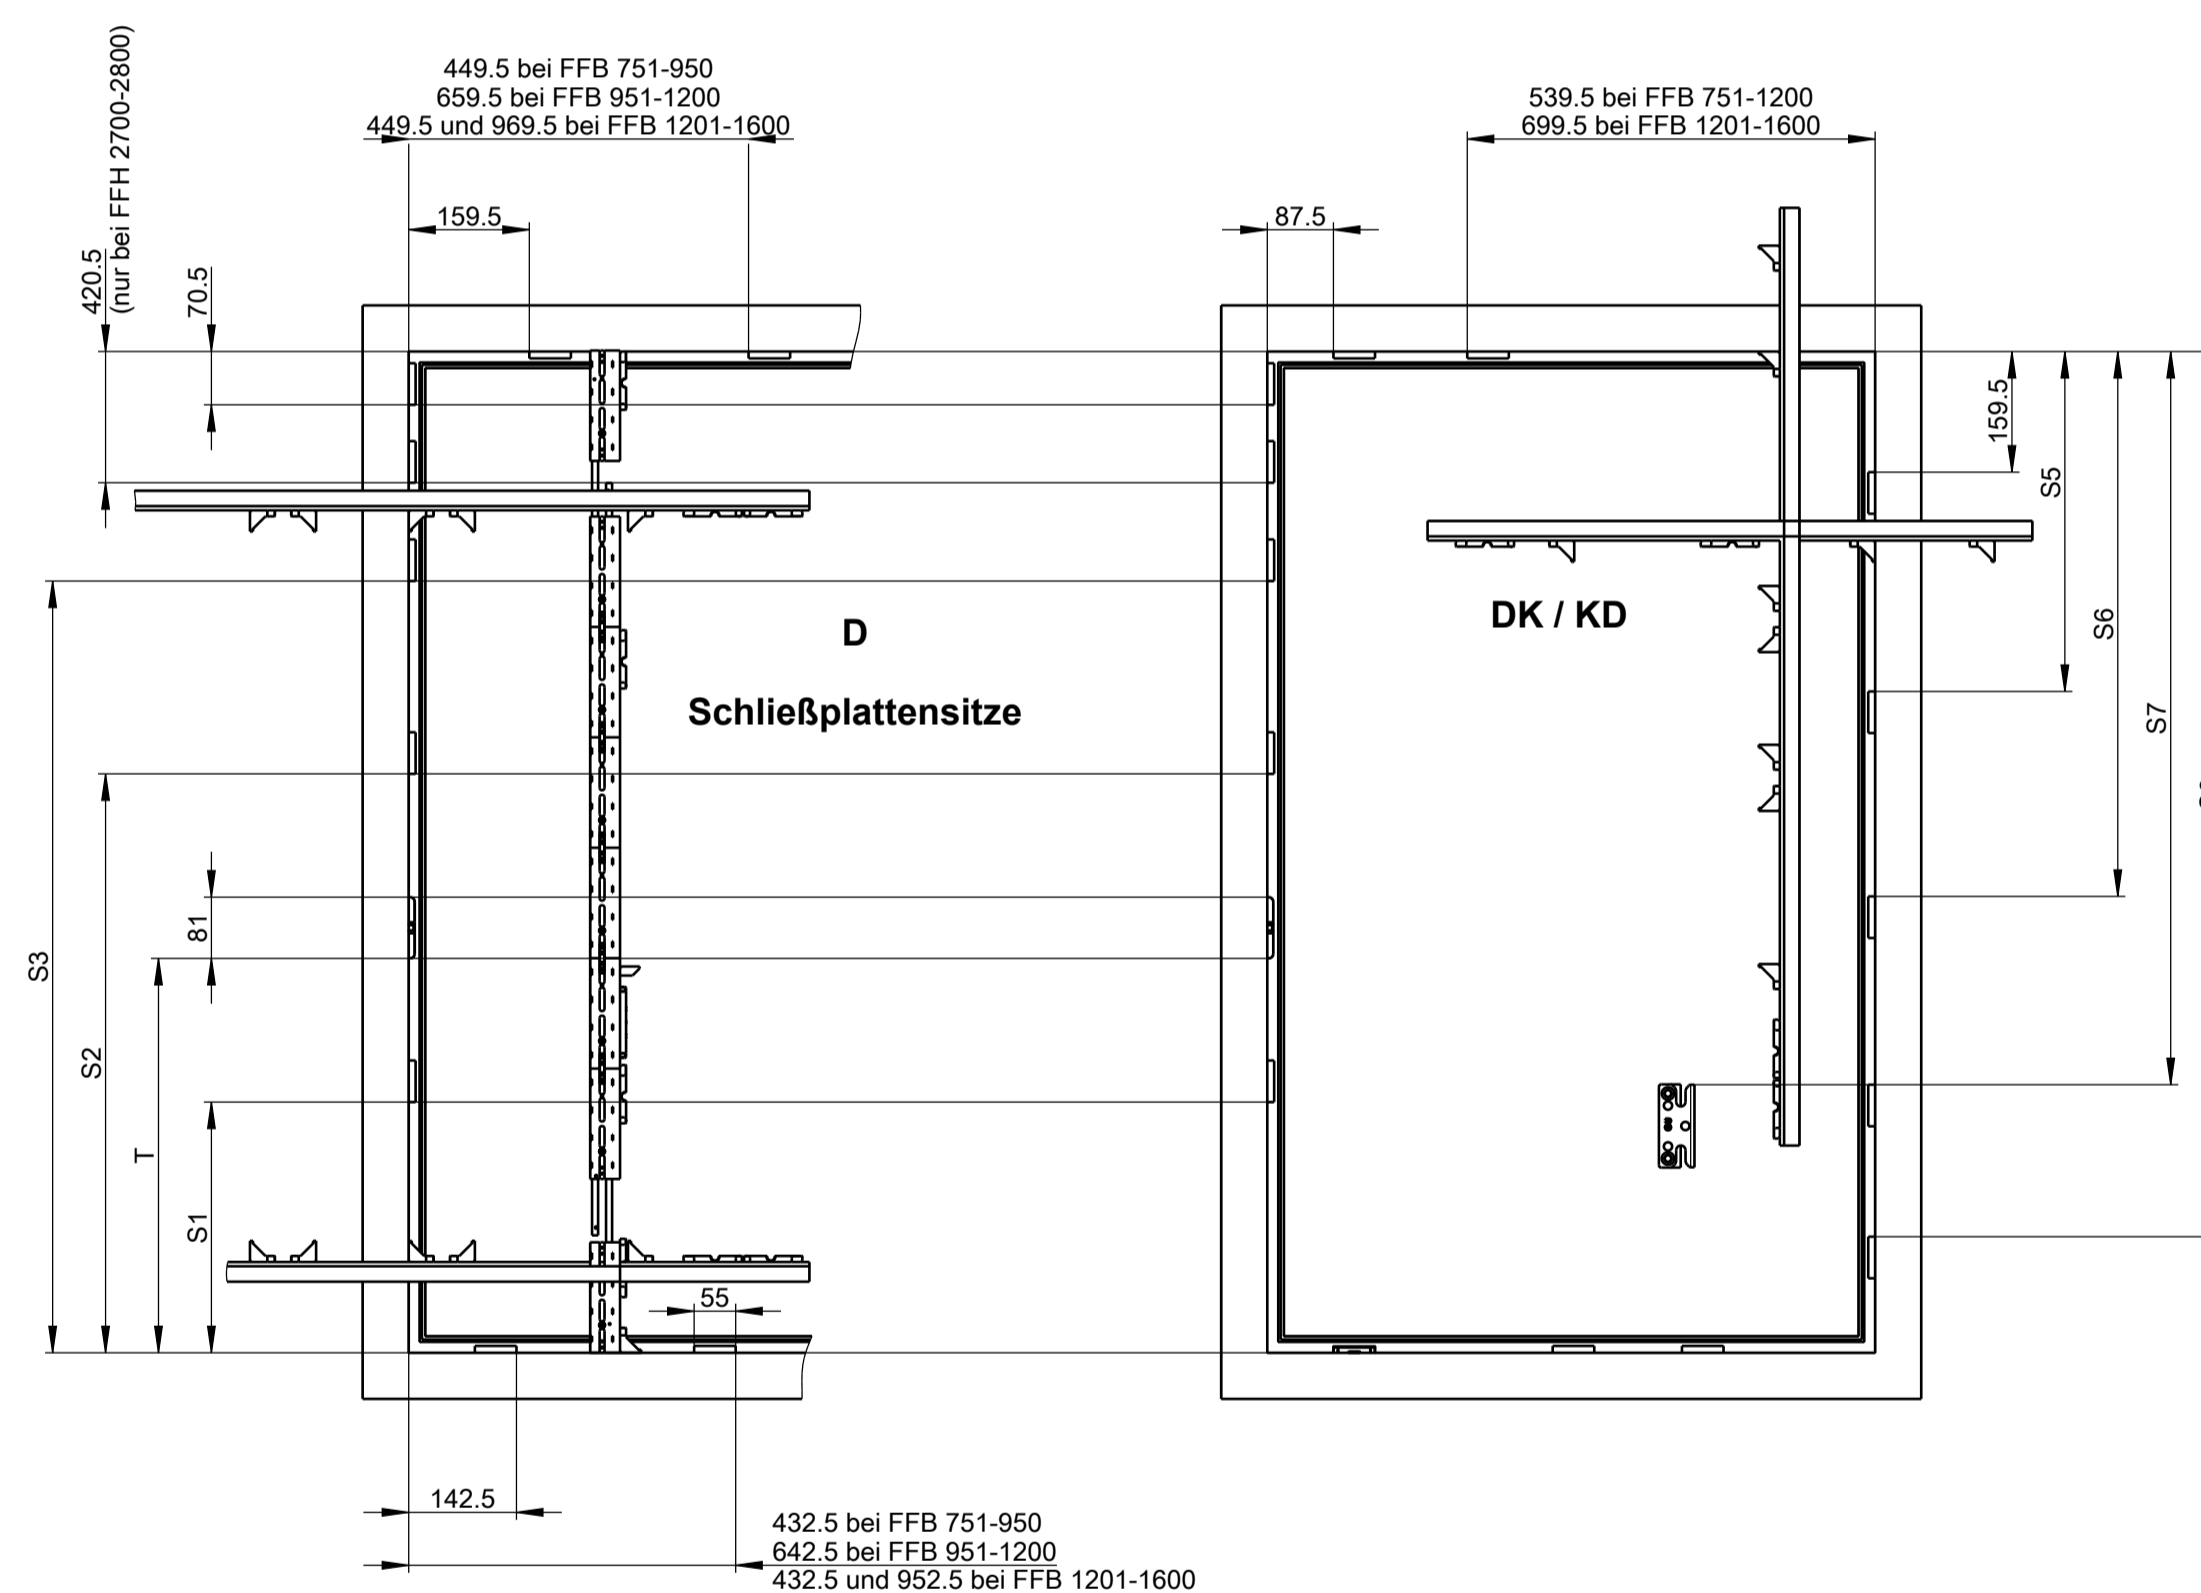 449.5 bei FFB 751-950
659.5 bei FFB 951-1200
449.5 und 969.5 bei FFB 1201-1600
539.5 bei FFB 751-1200
699.5 bei FFB 1201-1600
420.5
(nur bei FFH 2700-2800)
70.5
159.5
87.5
159.5
S5
S6
S7
D
DK / KD
Schließplattensitze
S3
S2
81
T
S1
55
142.5
432.5 bei FFB 751-950
642.5 bei FFB 951-1200
432.5 und 952.5 bei FFB 1201-1600